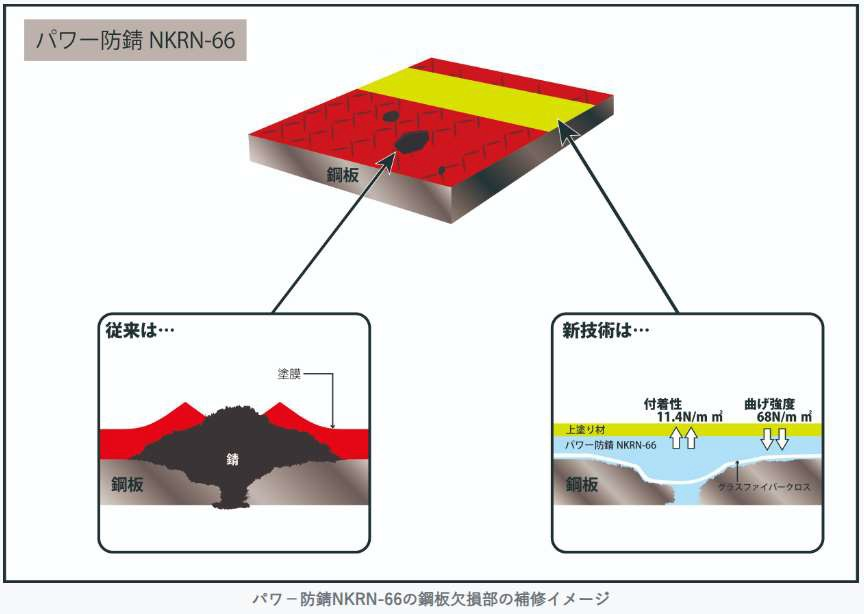 パワー防錆 NKRN-66
鋼板
従来は…
塗膜
錆
鋼板
新技術は…
付着性
11.4N/m ㎡
曲げ強度
68N/m ㎡
上塗り材
パワー防錆 NKRN-66
鋼板
グラスファイバークロス
パワー防錆NKRN-66の鋼板欠損部の補修イメージ